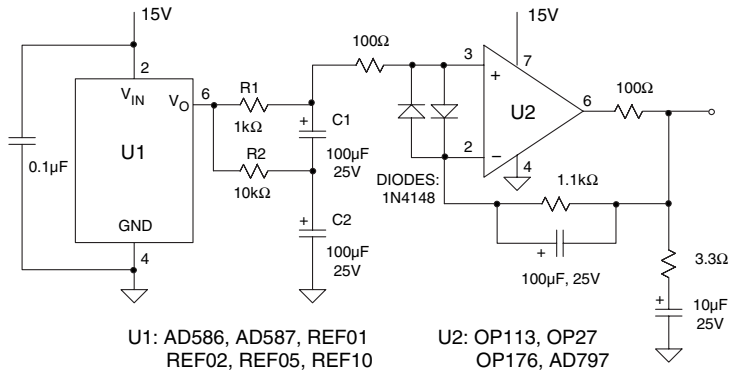 15V
15V
100Ω
2
3
7
+
V_IN
V_O
6
R1
1kΩ
+
C1
100µF
25V
U1
U2
6
100Ω
0.1µF
R2
10kΩ
−
2
4
DIODES:
1N4148
1.1kΩ
GND
4
+
C2
100µF
25V
+
100µF, 25V
3.3Ω
+
10µF
25V
U1: AD586, AD587, REF01
REF02, REF05, REF10
U2: OP113, OP27
OP176, AD797